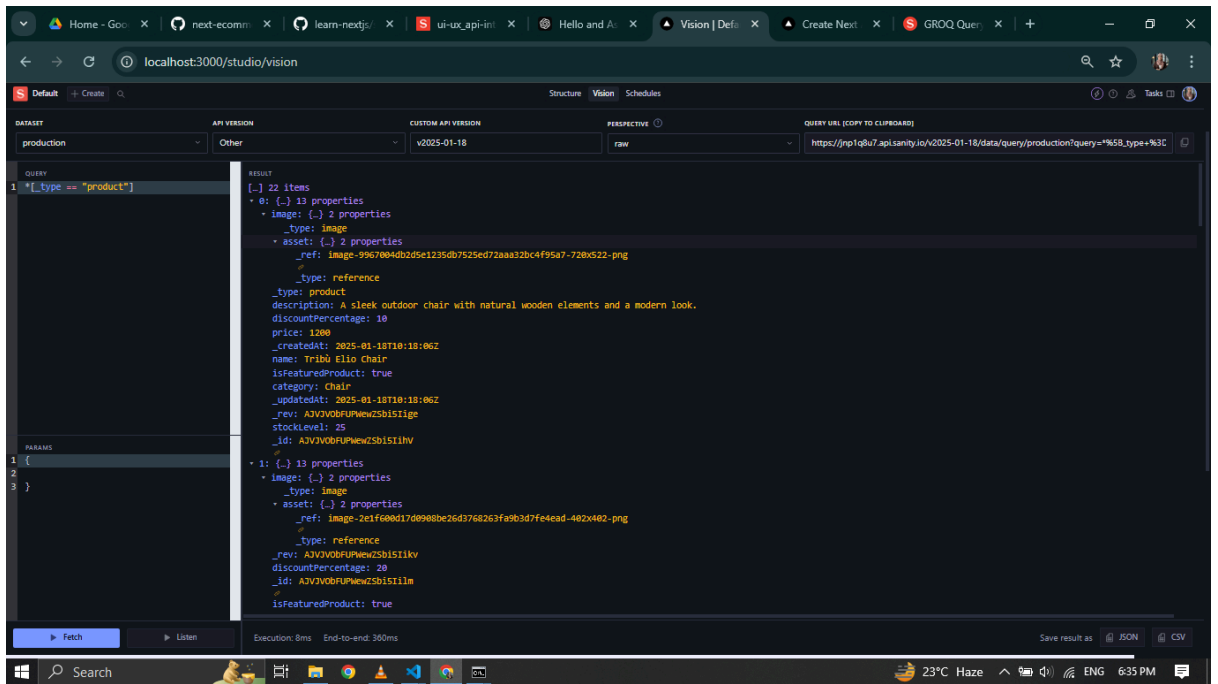 Home - Goo
next-ecomm
learn-nextjs/
ui-ux_api-int
Hello and As
Vision | Defa
Create Next
GROQ Query
localhost:3000/studio/vision
S Default + Create
Structure Vision Schedules
Tasks
DATASET
API VERSION
CUSTOM API VERSION
PERSPECTIVE
QUERY URL [COPY TO CLIPBOARD]
production
Other
v2025-01-18
raw
https://jnp1q8u7.api.sanity.io/v2025-01-18/data/query/production?query=*%5B_type+%3D
QUERY
1 *[_type == "product"]
PARAMS
1 {
2
3 }
RESULT
[…] 22 items
0: {…} 13 properties
image: {…} 2 properties
_type: image
asset: {…} 2 properties
_ref: image-9967004db2d5e1235db7525ed72aaa32bc4f95a7-720x522-png
_type: reference
_type: product
description: A sleek outdoor chair with natural wooden elements and a modern look.
discountPercentage: 10
price: 1200
_createdAt: 2025-01-18T10:18:06Z
name: Tribù Elio Chair
isFeaturedProduct: true
category: Chair
_updatedAt: 2025-01-18T10:18:06Z
_rev: AJVJVObFUPWewZSbi5Iige
stockLevel: 25
_id: AJVJVObFUPWewZSbi5IihV
1: {…} 13 properties
image: {…} 2 properties
_type: image
asset: {…} 2 properties
_ref: image-2e1f600d17d0908be26d3768263fa9b3d7fe4ead-402x402-png
_type: reference
_rev: AJVJVObFUPWewZSbi5Iikv
discountPercentage: 20
_id: AJVJVObFUPWewZSbi5Iilm
isFeaturedProduct: true
Fetch
Listen
Execution: 8ms End-to-end: 360ms
Save result as JSON CSV
Search
23°C Haze
ENG 6:35 PM